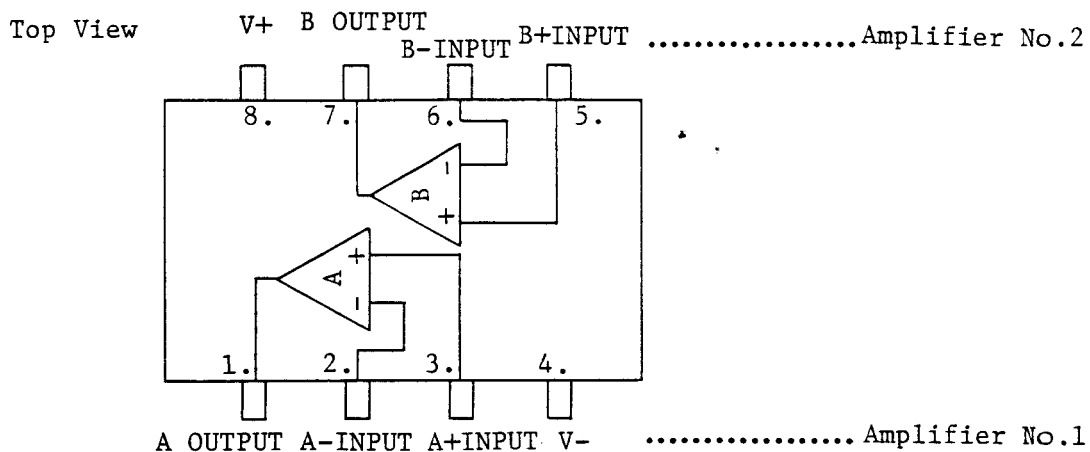 Top View
V+ B OUTPUT
B-INPUT B+INPUT .................. Amplifier No.2
8. 7. 6. 5.
-
B
+
+
A
-
1. 2. 3. 4.
A OUTPUT A-INPUT A+INPUT V- .................. Amplifier No.1